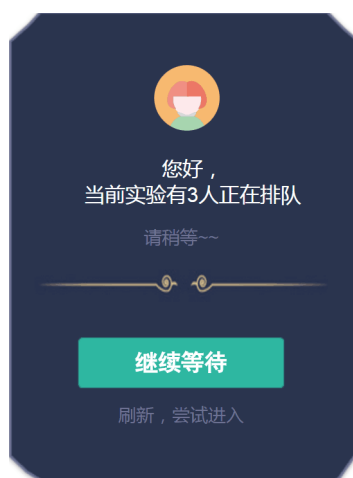 您好，
当前实验有3人正在排队
请稍等~~
继续等待
刷新，尝试进入